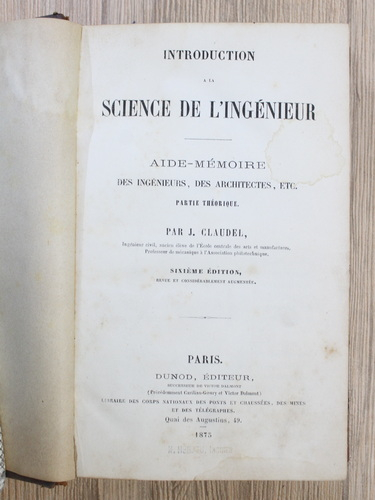 INTRODUCTION
A LA
SCIENCE DE L'INGÉNIEUR
AIDE-MÉMOIRE
DES INGÉNIEURS, DES ARCHITECTES, ETC.
PARTIE THÉORIQUE.
PAR J. CLAUDEL,
Ingénieur civil, ancien élève de l'École centrale des arts et manufactures,
Professeur de mécanique à l'Association philotechnique.
SIXIÈME ÉDITION,
REVUE ET CONSIDÉRABLEMENT AUGMENTÉE.
PARIS.
DUNOD, ÉDITEUR,
SUCCESSEUR DE VICTOR DALMONT
(Précédemment Carilian-Gœury et Victor Dalmont)
LIBRAIRE DES CORPS NATIONAUX DES PONTS ET CHAUSSÉES, DES MINES
ET DES TÉLÉGRAPHES.
Quai des Augustins, 49.
1875